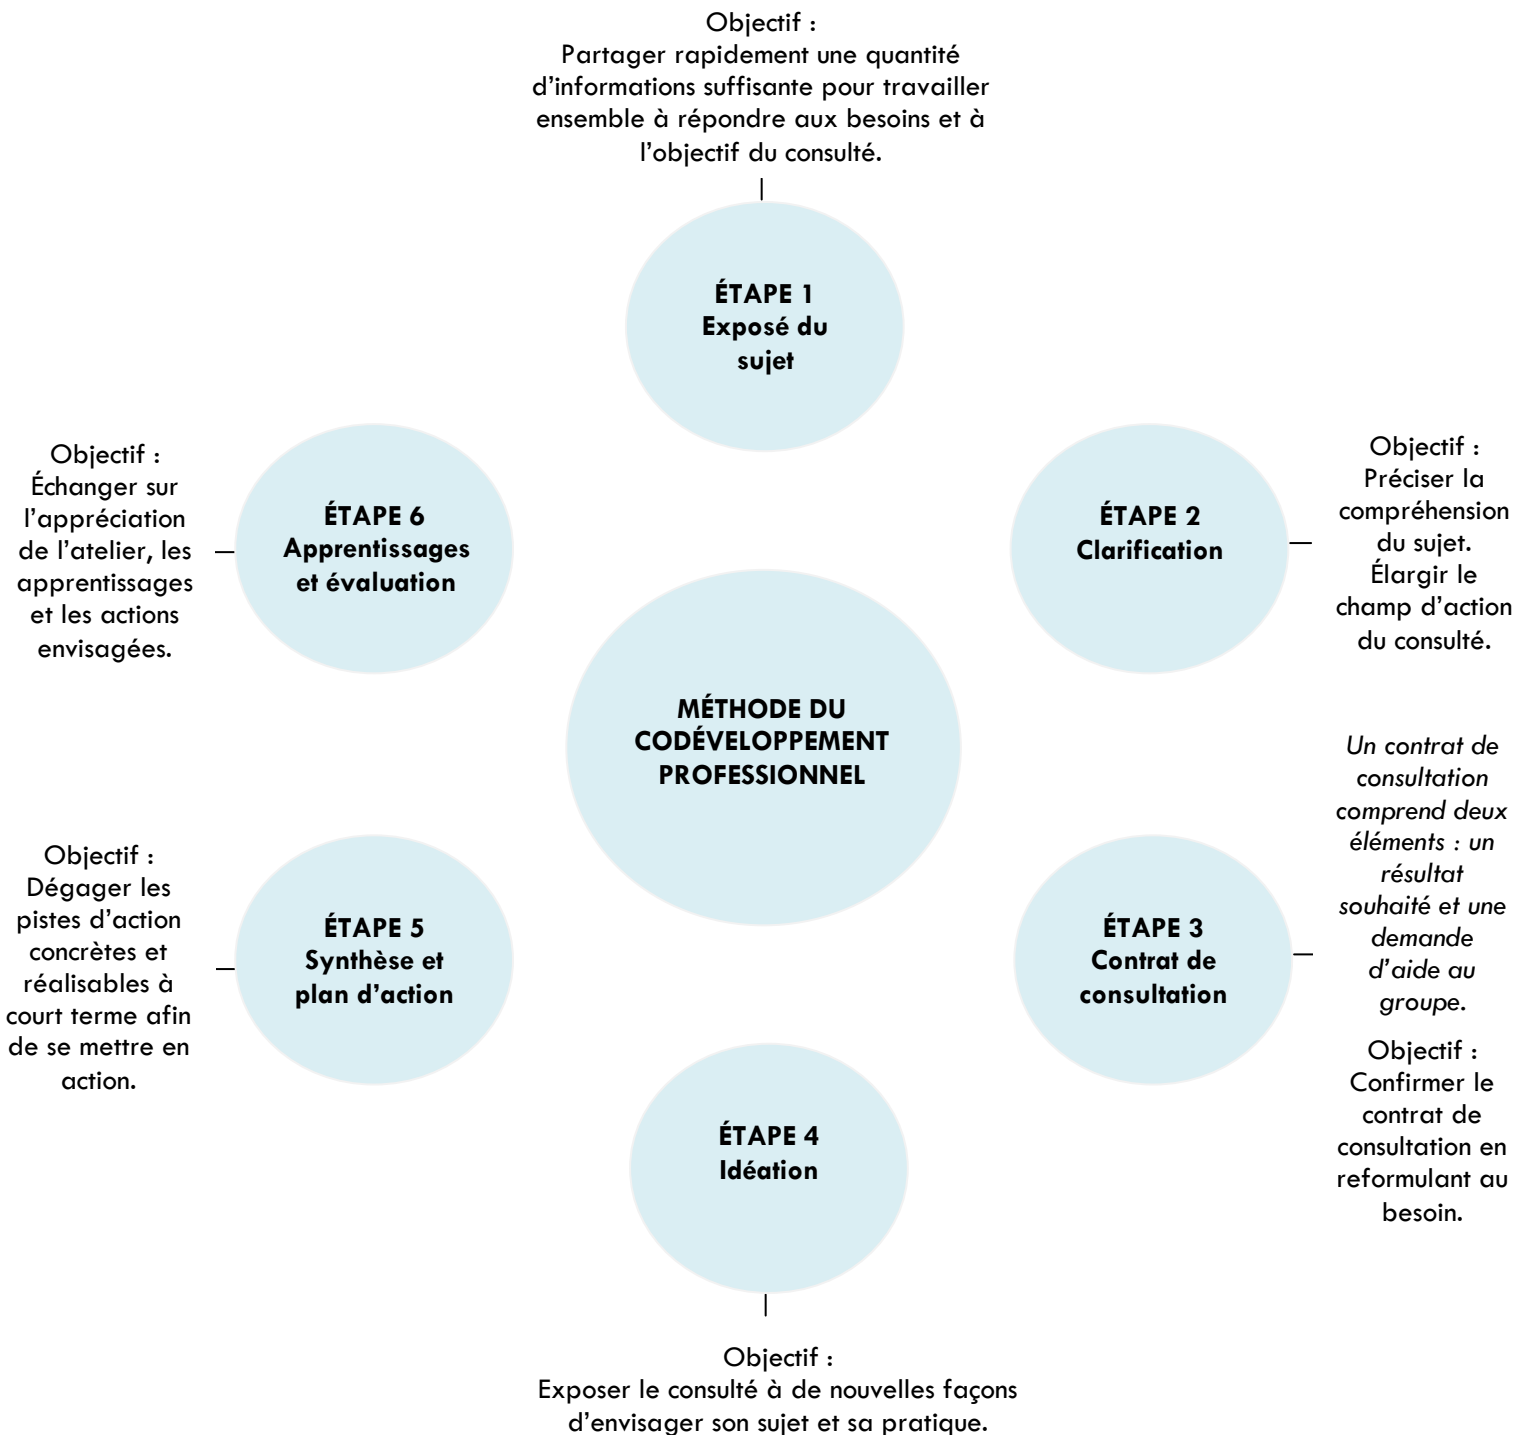 Objectif :
Partager rapidement une quantité
d’informations suffisante pour travailler
ensemble à répondre aux besoins et à
l’objectif du consulté.
ÉTAPE 1
Exposé du
sujet
ÉTAPE 2
Clarification
Objectif :
Préciser la
compréhension
du sujet.
Élargir le
champ d’action
du consulté.
MÉTHODE DU
CODÉVELOPPEMENT
PROFESSIONNEL
ÉTAPE 3
Contrat de
consultation
Un contrat de
consultation
comprend deux
éléments : un
résultat
souhaité et une
demande
d’aide au
groupe.
Objectif :
Confirmer le
contrat de
consultation en
reformulant au
besoin.
ÉTAPE 4
Idéation
Objectif :
Exposer le consulté à de nouvelles façons
d’envisager son sujet et sa pratique.
ÉTAPE 5
Synthèse et
plan d’action
Objectif :
Dégager les
pistes d’action
concrètes et
réalisables à
court terme afin
de se mettre en
action.
ÉTAPE 6
Apprentissages
et évaluation
Objectif :
Échanger sur
l’appréciation
de l’atelier, les
apprentissages
et les actions
envisagées.